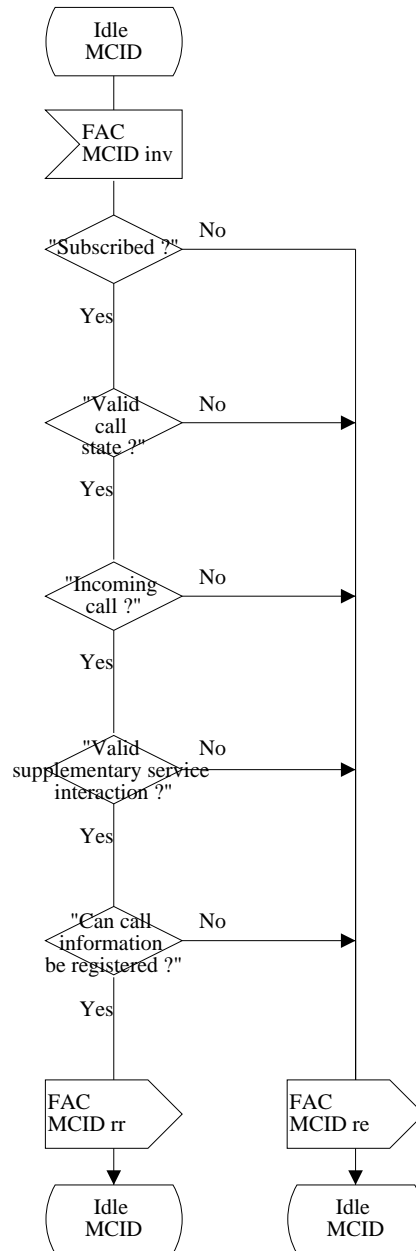 Idle
MCID
FAC
MCID inv
"Subscribed ?"
No
Yes
"Valid
call
state ?"
No
Yes
"Incoming
call ?"
No
Yes
"Valid
supplementary service
interaction ?"
No
Yes
"Can call
information
be registered ?"
No
Yes
FAC
MCID rr
FAC
MCID re
Idle
MCID
Idle
MCID